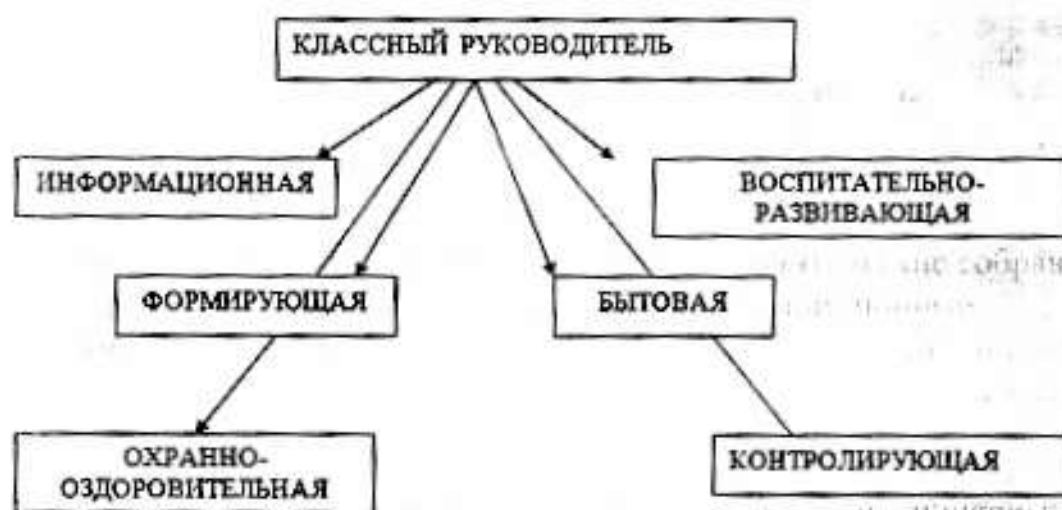 КЛАССНЫЙ РУКОВОДИТЕЛЬ
ИНФОРМАЦИОННАЯ
ВОСПИТАТЕЛЬНО-
РАЗВИВАЮЩАЯ
ФОРМИРУЮЩАЯ
БЫТОВАЯ
ОХРАННО-
ОЗДОРОВИТЕЛЬНАЯ
КОНТРОЛИРУЮЩАЯ